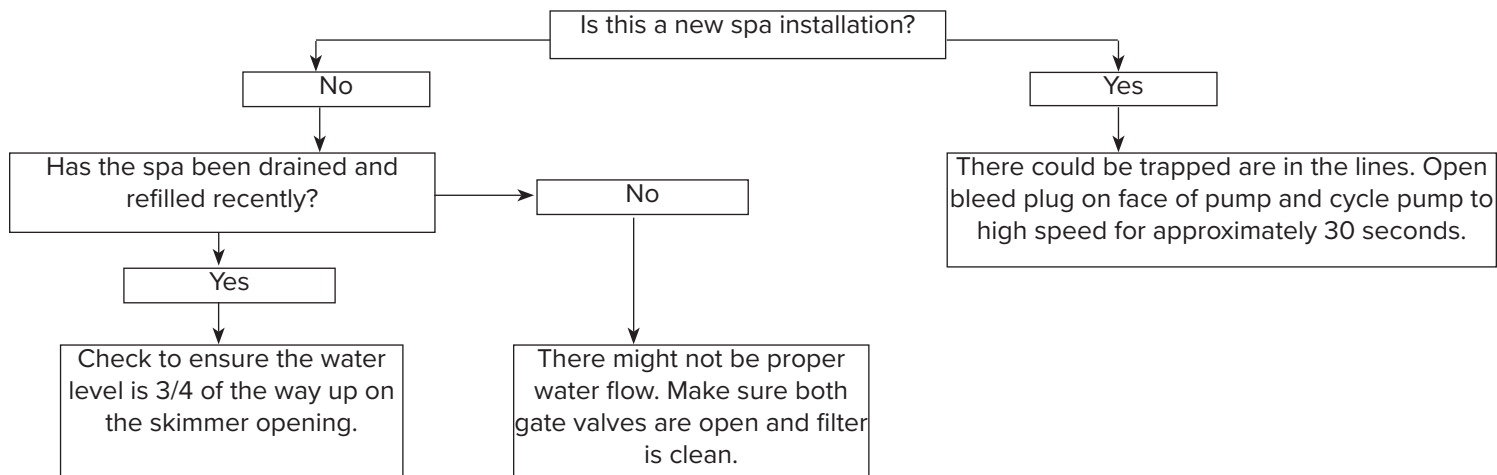 Is this a new spa installation?
No
Yes
Has the spa been drained and
refilled recently?
No
There could be trapped are in the lines. Open
bleed plug on face of pump and cycle pump to
high speed for approximately 30 seconds.
Yes
Check to ensure the water
level is 3/4 of the way up on
the skimmer opening.
There might not be proper
water flow. Make sure both
gate valves are open and filter
is clean.